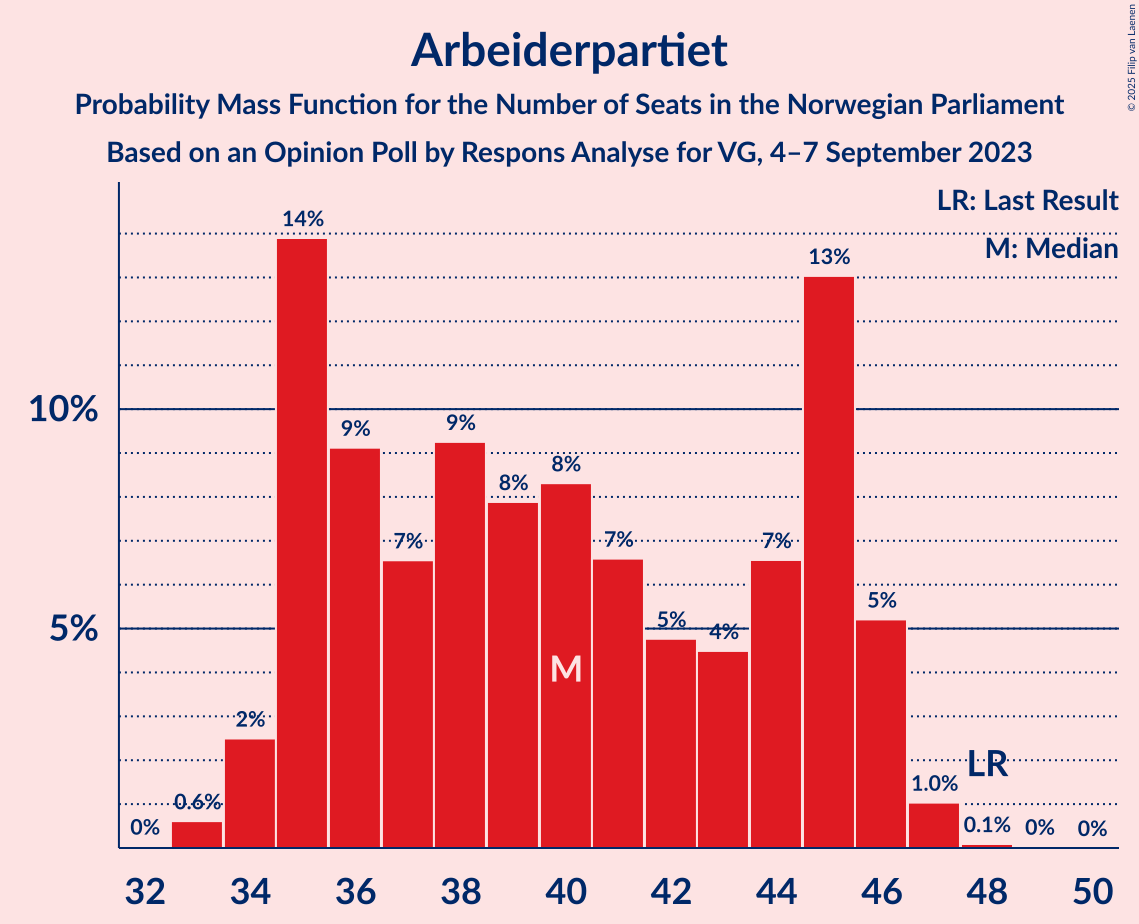 Arbeiderpartiet
Probability Mass Function for the Number of Seats in the Norwegian Parliament
Based on an Opinion Poll by Respons Analyse for VG, 4–7 September 2023
© 2025 Filip van Laenen
LR: Last Result
M: Median
14%
13%
10%
9%
9%
8%
8%
7%
7%
7%
5%
5%
5%
4%
M
2%
LR
1.0%
0.6%
0%
0.1%
0%
0%
32 34 36 38 40 42 44 46 48 50